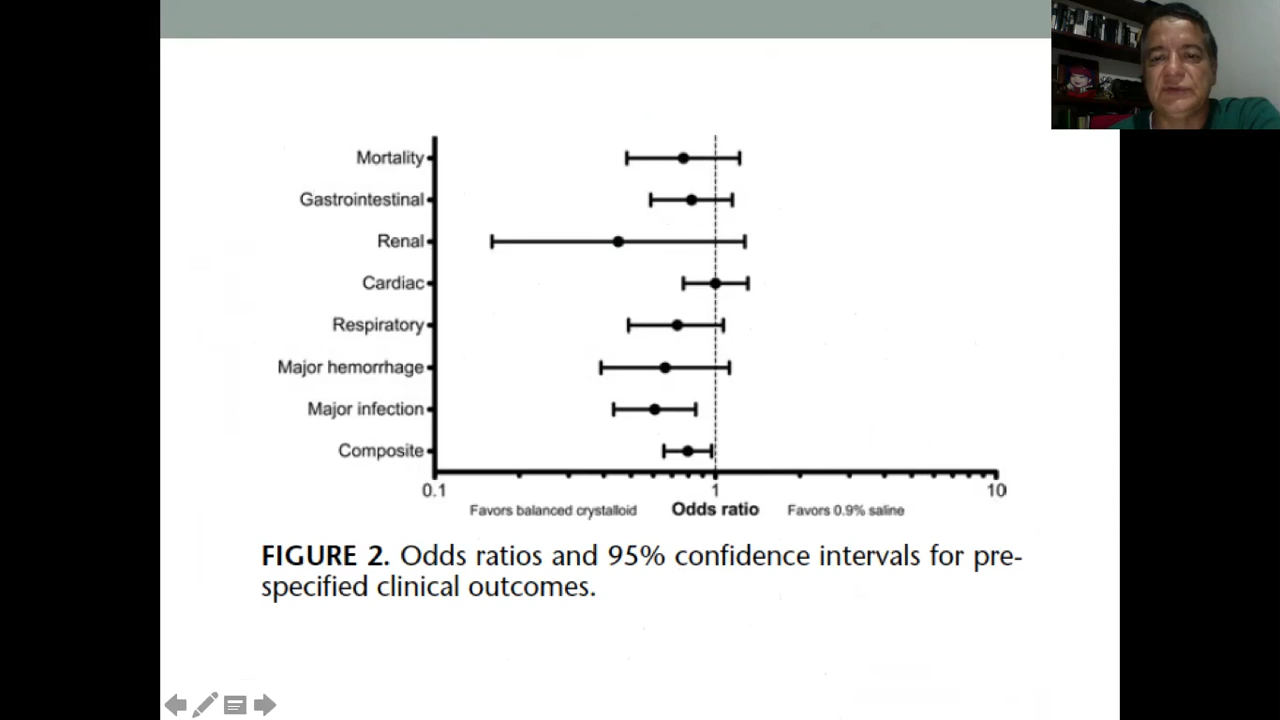 Mortality
Gastrointestinal
Renal
Cardiac
Respiratory
Major hemorrhage
Major infection
Composite
0.1 1 10
Favors balanced crystalloid Odds ratio Favors 0.9% saline
FIGURE 2. Odds ratios and 95% confidence intervals for pre-
specified clinical outcomes.